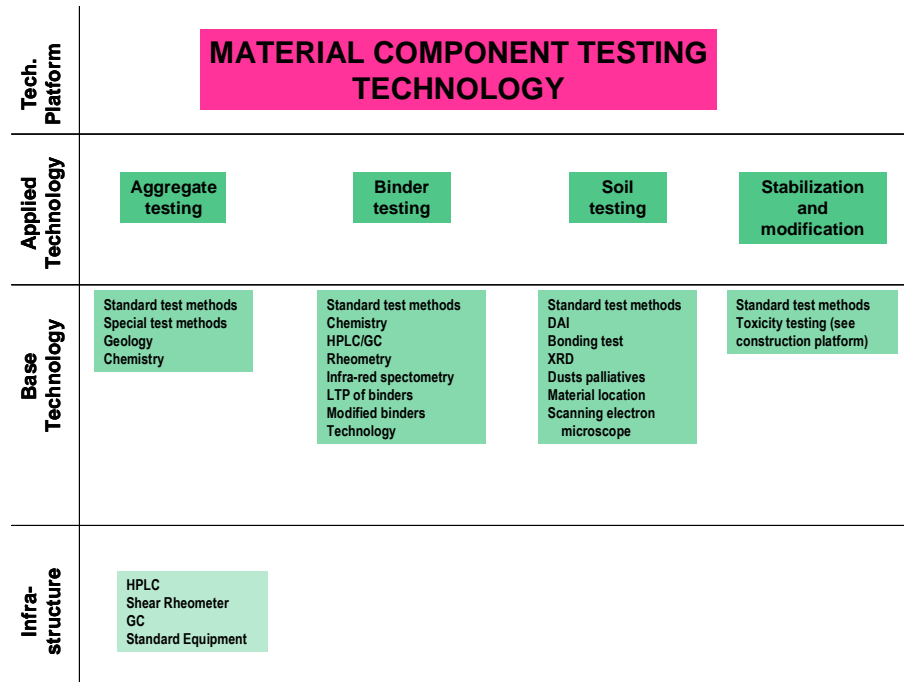 Tech.
Platform
MATERIAL COMPONENT TESTING
TECHNOLOGY
Applied
Technology
Aggregate
testing
Binder
testing
Soil
testing
Stabilization
and
modification
Base
Technology
Standard test methods
Special test methods
Geology
Chemistry
Standard test methods
Chemistry
HPLC/GC
Rheometry
Infra-red spectometry
LTP of binders
Modified binders
Technology
Standard test methods
DAI
Bonding test
XRD
Dusts palliatives
Material location
Scanning electron
microscope
Standard test methods
Toxicity testing (see
construction platform)
Infra-
structure
HPLC
Shear Rheometer
GC
Standard Equipment